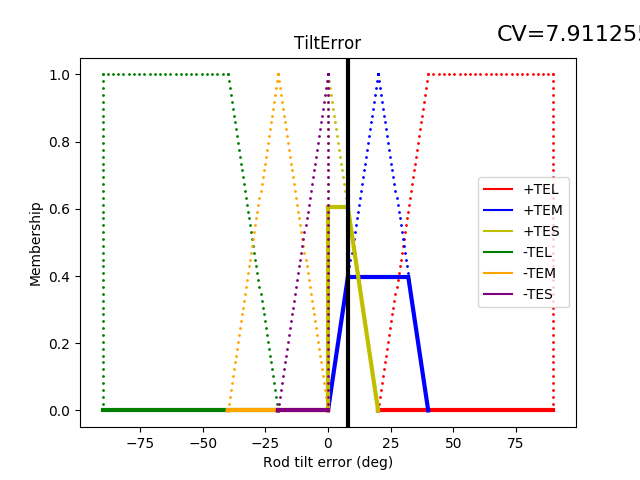 CV=7.911255
TiltError
1.0
0.8
0.6
0.4
0.2
0.0
Membership
+TEL
+TEM
+TES
-TEL
-TEM
-TES
−75
−50
−25
0
25
50
75
Rod tilt error (deg)